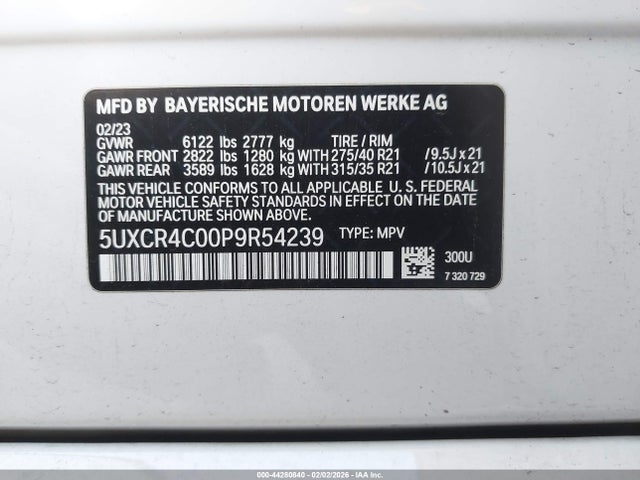 MFD BY BAYERISCHE MOTOREN WERKE AG
02/23
GVWR 6122 lbs 2777 kg TIRE / RIM
GAWR FRONT 2822 lbs 1280 kg WITH 275/40 R21 / 9.5J x 21
GAWR REAR 3589 lbs 1628 kg WITH 315/35 R21 / 10.5J x 21
THIS VEHICLE CONFORMS TO ALL APPLICABLE U. S. FEDERAL
MOTOR VEHICLE SAFETY STANDARDS IN EFFECT ON THE DATE OF
MANUFACTURE SHOWN ABOVE.
5UXCR4C00P9R54239 TYPE: MPV
300U
7 320 729
000-44280840 - 02/02/2026 - IAA Corp.